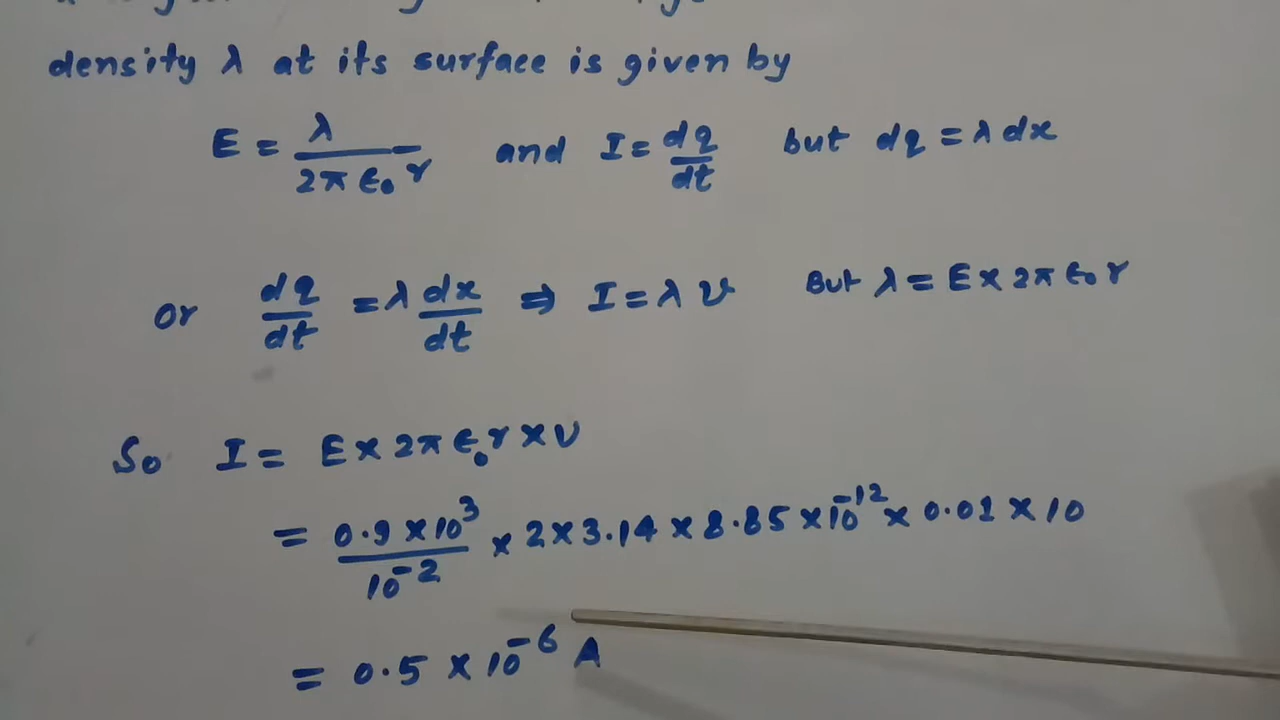 density λ at its surface is given by
E = λ / 2π ε₀ r and I = dq / dt but dq = λ dx
Or dq / dt = λ dx / dt ⇒ I = λ v But λ = E × 2π ε₀ r
So I = E × 2π ε₀ r × v
= 0.9 × 10³ / 10⁻² × 2 × 3.14 × 8.85 × 10⁻¹² × 0.01 × 10
= 0.5 × 10⁻⁶ A